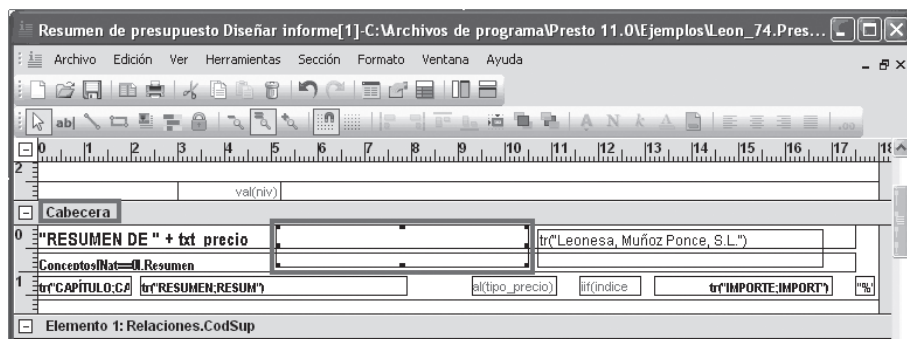 Resumen de presupuesto Diseñar informe[1]-C:\Archivos de programa\Presto 11.0\Ejemplos\Leon_74.Pres...
Archivo Edición Ver Herramientas Sección Formato Ventana Ayuda
ab| A N k A .00
0 1 2 3 4 5 6 7 8 9 10 11 12 13 14 15 16 17 18
2
val(niv)
Cabecera
0 "RESUMEN DE " + txt_precio tr("Leonesa, Muñoz Ponce, S.L.")
Conceptos[Nat==0].Resumen
1 tr("CAPÍTULO;CA tr("RESUMEN;RESUM") al(tipo_precio) iif(indice tr("IMPORTE;IMPORT") "%"
Elemento 1: Relaciones.CodSup